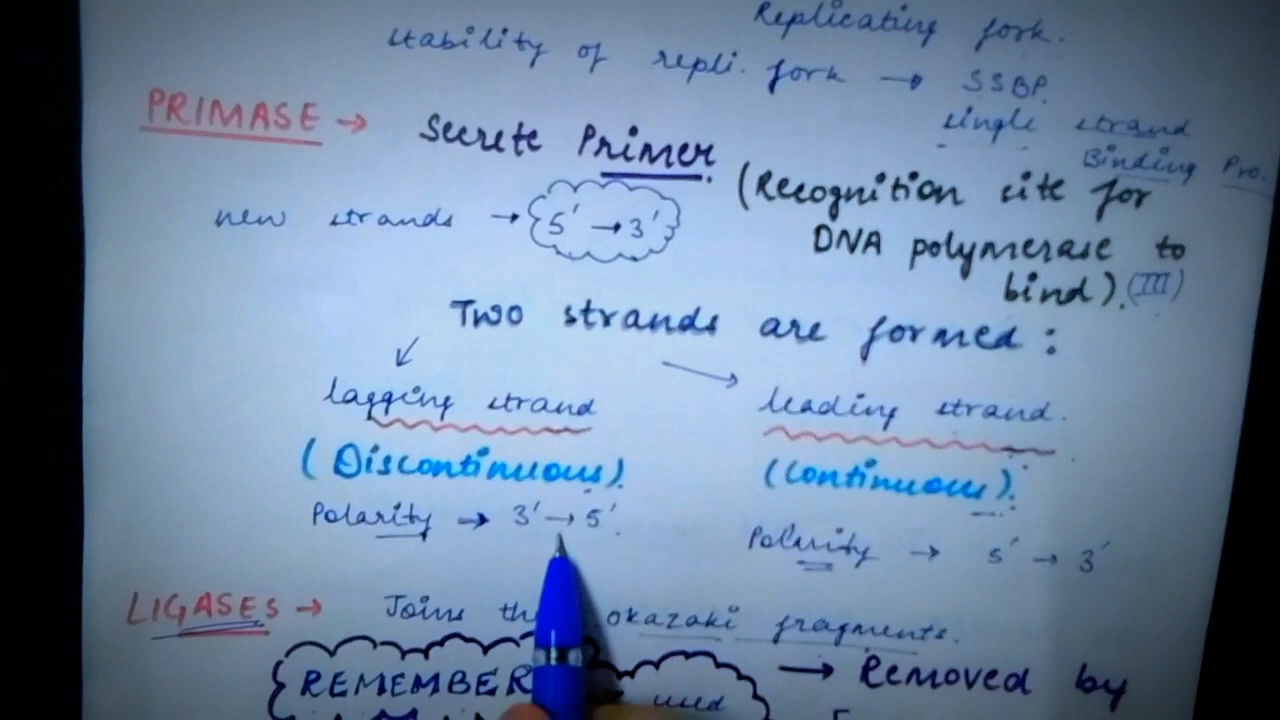 Replicating fork.
stability of repli. fork → SSBP.
single strand
Binding Pro.
PRIMASE → Secrete Primer.
(Recognition site for
DNA polymerase to
bind). (III)
new strands → 5' → 3'
Two strands are formed:
lagging strand
leading strand.
(Discontinuous).
(Continuous).
Polarity → 3' → 5'.
Polarity → 5' → 3'
LIGASES → Joins okazaki fragments.
REMEMBER
used
→ Removed by